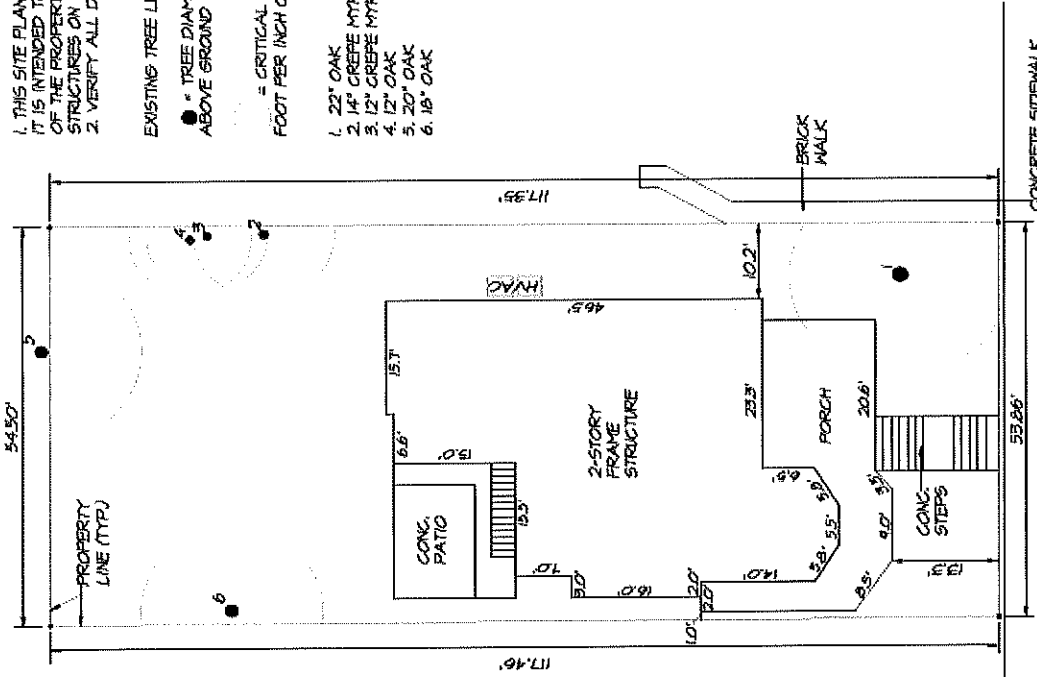 1. THIS SITE PLAN
IT IS INTENDED
OF THE PROPERT
STRUCTURES ON
2. VERIFY ALL D
EXISTING TREE
= TREE DIAM
ABOVE GROUND
= CRITICAL
FOOT PER INCH
1. 22" OAK
2. 14" CREPE MYR
3. 12" CREPE MYR
4. 12" OAK
5. 20" OAK
6. 18" OAK
54.50'
PROPERTY
LINE (TYP.)
5
4
3
2
6
117.35'
117.46'
HVAC
15.7'
6.6'
13.0'
CONC.
PATIO
46.5'
2-STORY
FRAME
STRUCTURE
7.0'
3.0'
16.0'
2.0'
2.0'
1.0'
14.0'
5.8'
5.5'
6.5'
23.3'
10.2'
BRICK
WALK
PORCH
20.6'
1
3.5'
9.0'
8.5'
13.3'
CONC.
STEPS
53.86'
CONCRETE SIDEWALK